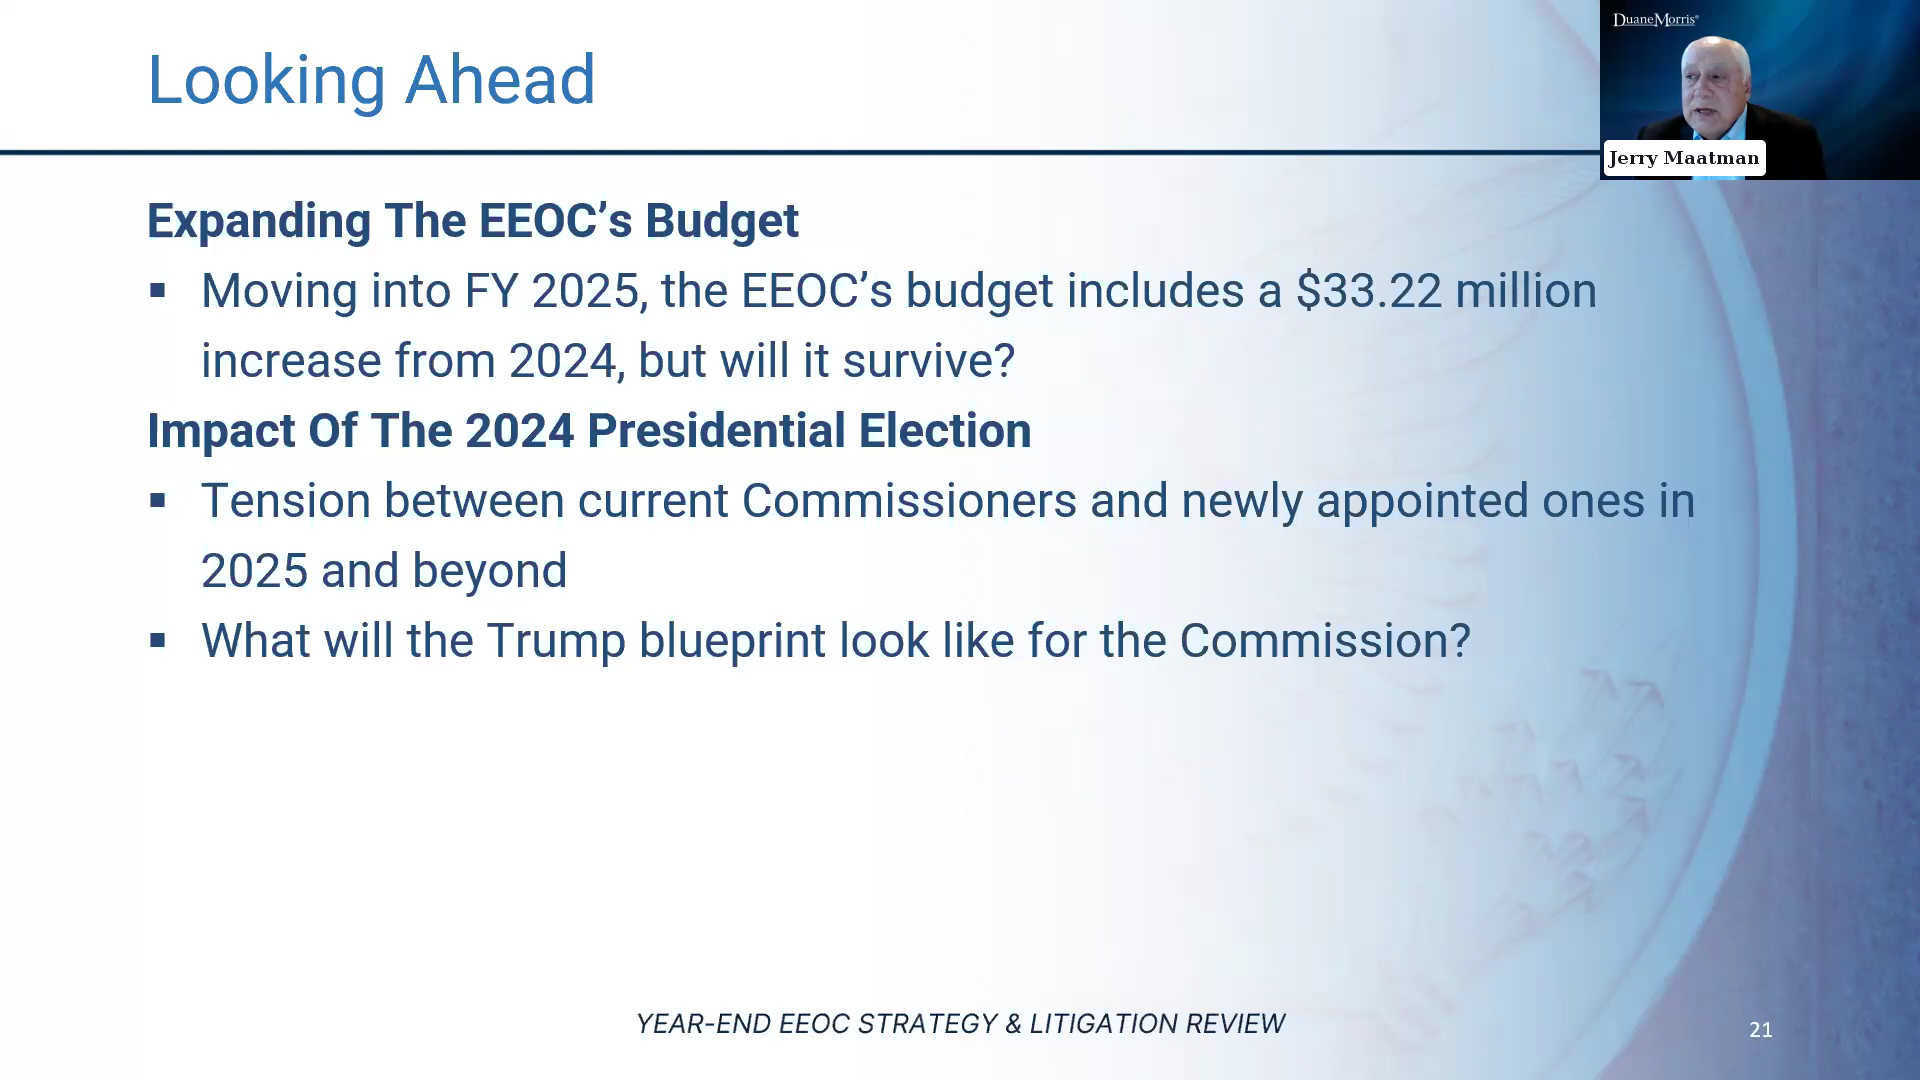 Looking Ahead
DuaneMorris®
Jerry Maatman
Expanding The EEOC’s Budget
▪ Moving into FY 2025, the EEOC’s budget includes a $33.22 million
increase from 2024, but will it survive?
Impact Of The 2024 Presidential Election
▪ Tension between current Commissioners and newly appointed ones in
2025 and beyond
▪ What will the Trump blueprint look like for the Commission?
YEAR-END EEOC STRATEGY & LITIGATION REVIEW
21